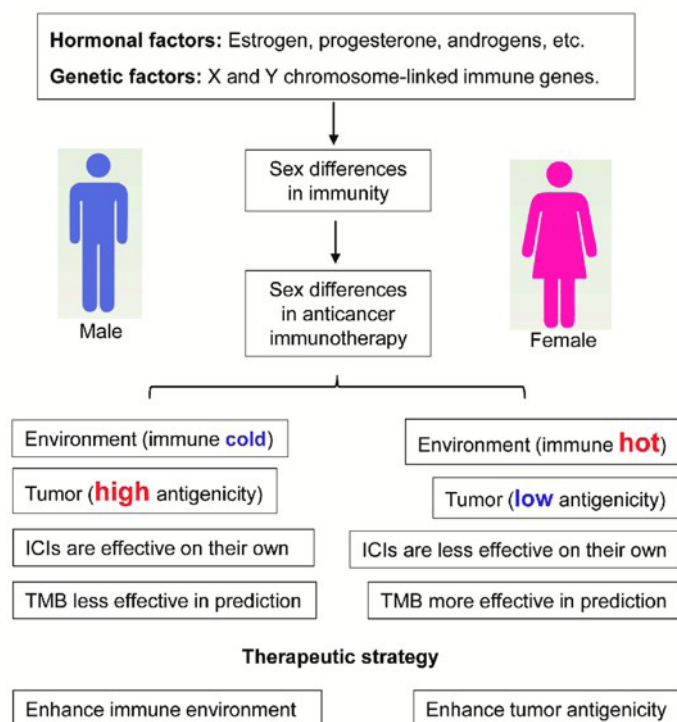 Hormonal factors: Estrogen, progesterone, androgens, etc.
Genetic factors: X and Y chromosome-linked immune genes.
Sex differences
in immunity
Sex differences
in anticancer
immunotherapy
Male
Female
Environment (immune cold)
Tumor (high antigenicity)
ICIs are effective on their own
TMB less effective in prediction
Environment (immune hot)
Tumor (low antigenicity)
ICIs are less effective on their own
TMB more effective in prediction
Therapeutic strategy
Enhance immune environment
Enhance tumor antigenicity